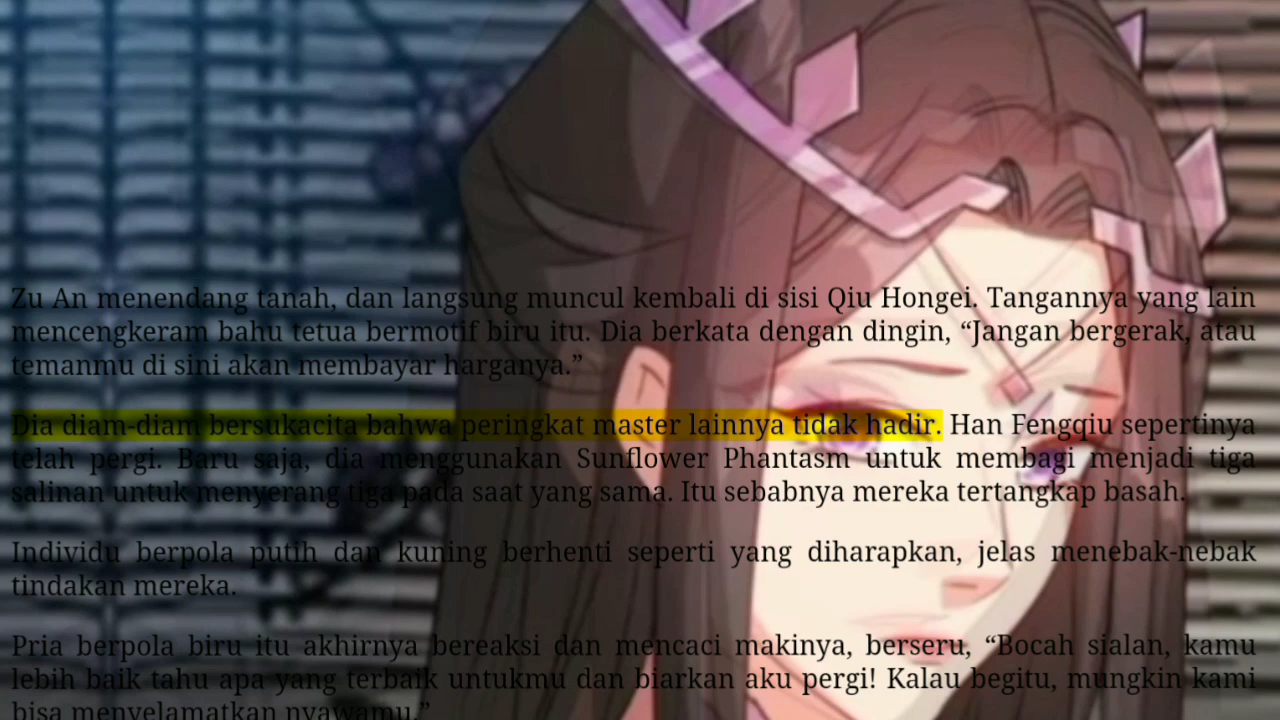 Zu An menendang tanah, dan langsung muncul kembali di sisi Qiu Hongei. Tangannya yang lain
mencengkeram bahu tetua bermotif biru itu. Dia berkata dengan dingin, “Jangan bergerak, atau
temanmu di sini akan membayar harganya.”
Dia diam-diam bersukacita bahwa peringkat master lainnya tidak hadir. Han Fengqiu sepertinya
telah pergi. Baru saja, dia menggunakan Sunflower Phantasm untuk membagi menjadi tiga
salinan untuk menyerang tiga pada saat yang sama. Itu sebabnya mereka tertangkap basah.
Individu berpola putih dan kuning berhenti seperti yang diharapkan, jelas menebak-nebak
tindakan mereka.
Pria berpola biru itu akhirnya bereaksi dan mencaci makinya, berseru, “Bocah sialan, kamu
lebih baik tahu apa yang terbaik untukmu dan biarkan aku pergi! Kalau begitu, mungkin kami
bisa menyelamatkan nyawamu.”